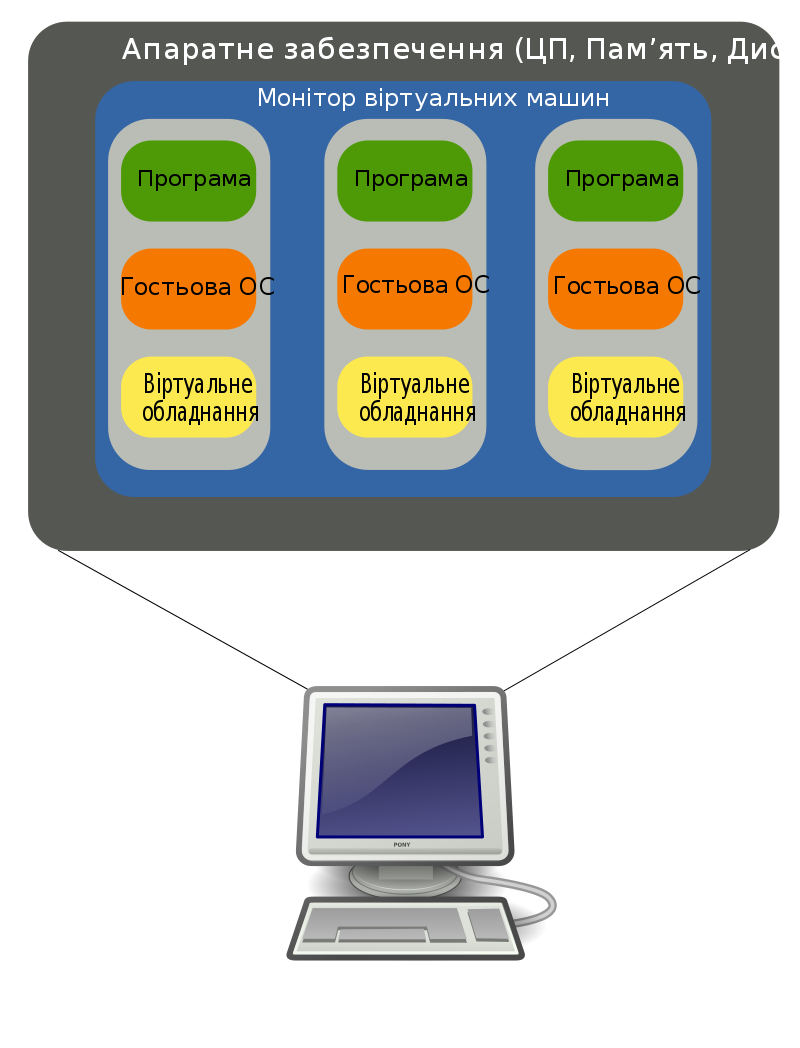 Апаратне забезпечення (ЦП, Пам’ять,
Монітор віртуальних машин
Програма
Програма
Програма
Гостьова ОС
Гостьова ОС
Гостьова ОС
Віртуальне
обладнання
Віртуальне
обладнання
Віртуальне
обладнання
PONY